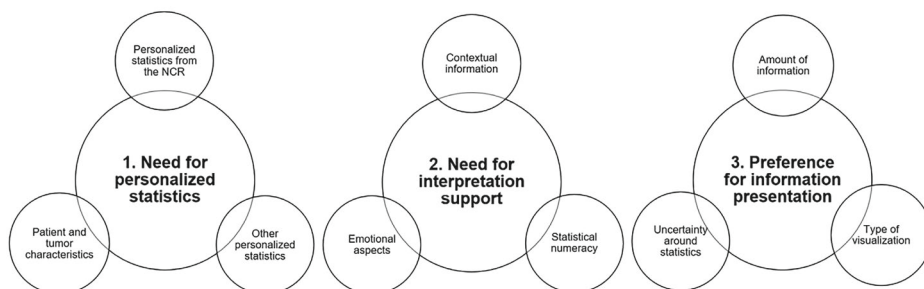 Personalized
statistics from
the NCR
1. Need for
personalized
statistics
Patient and
tumor
characteristics
Other
personalized
statistics
Contextual
information
2. Need for
interpretation
support
Emotional
aspects
Statistical
numeracy
Amount of
information
3. Preference
for information
presentation
Uncertainty
around
statistics
Type of
visualization